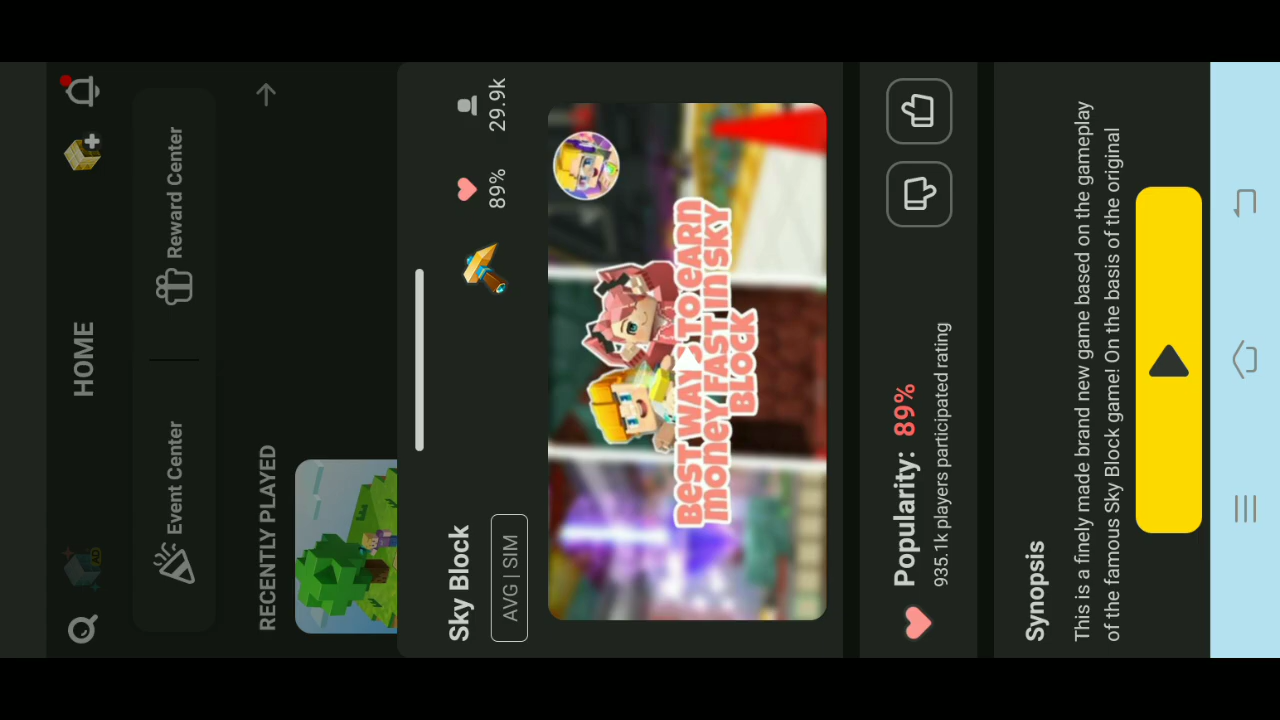 HOME
Event Center
Reward Center
RECENTLY PLAYED
Sky Block
89%
29.9k
AVG | SIM
BEST WAYS TO EARN
MONEY FAST IN SKY
BLOCK
Popularity: 89%
935.1k players participated rating
Synopsis
This is a finely made brand new game based on the gameplay
of the famous Sky Block game! On the basis of the original